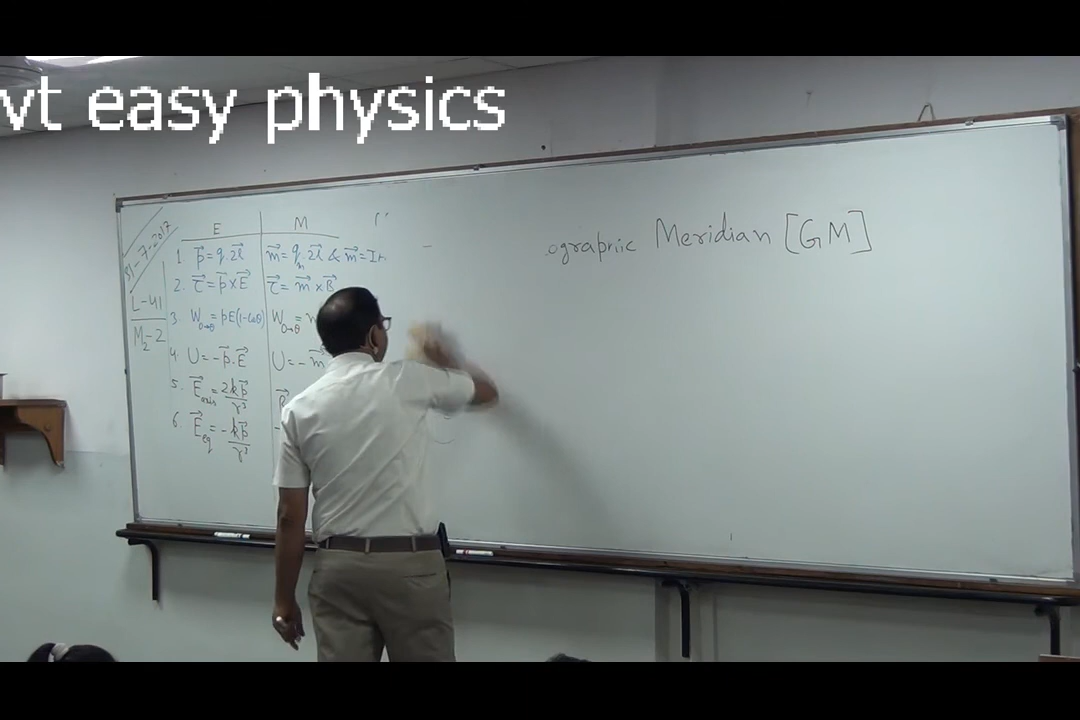 vt easy physics
31-7-2017
L-41
M₂-2
E M
1 p⃗ = q.2l⃗ m⃗ = qₘ.2l⃗ & m⃗ = I
2. τ⃗ = p⃗ × E⃗ τ⃗ = m⃗ × B⃗
3. W₀→θ = pE(1-Cosθ) W₀→θ =
4. U = -p⃗.E⃗ U = -m⃗
5. E⃗axis = 2kp⃗/r³ B⃗
6. E⃗eq = -kp⃗/r³ -
ographic Meridian [GM]